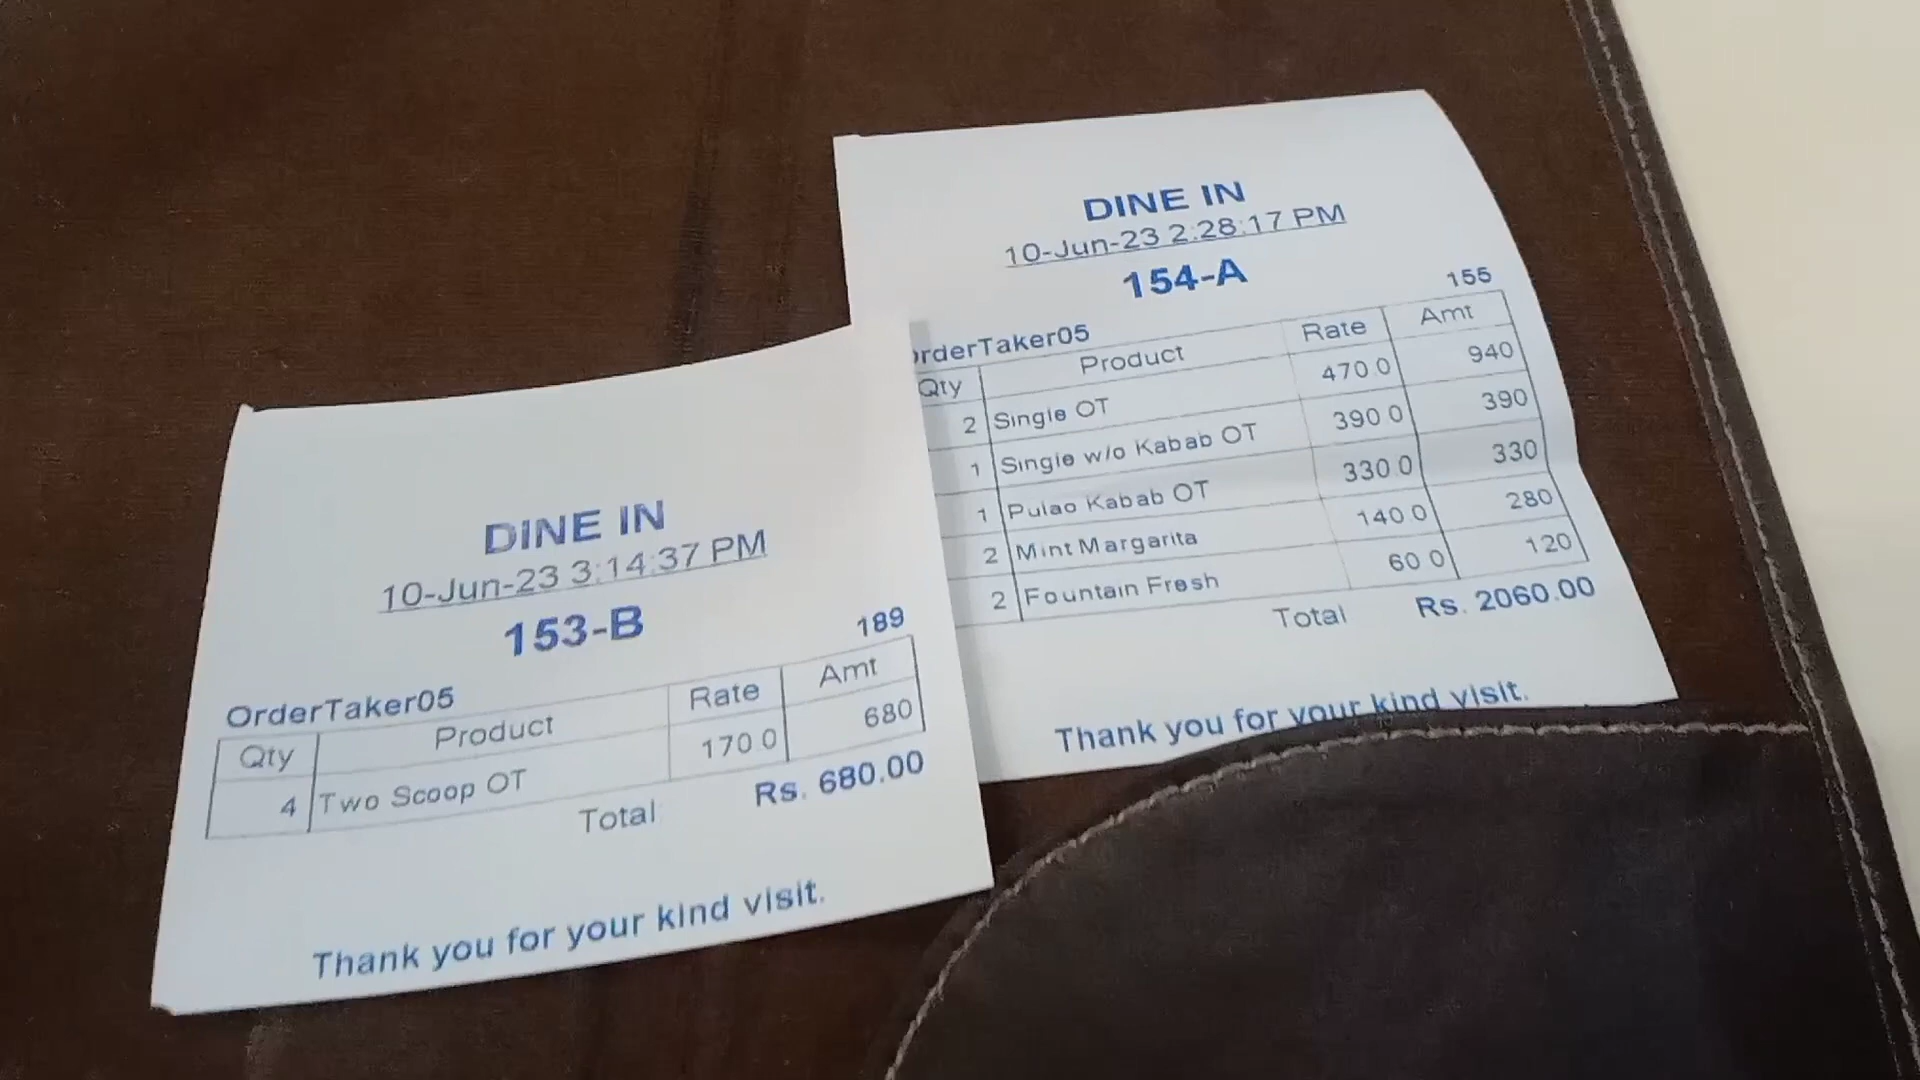 DINE IN
10-Jun-23 3:14:37 PM
153-B
189
OrderTaker05
Qty Product Rate Amt
4 Two Scoop OT 170.0 680
Total Rs. 680.00
Thank you for your kind visit.
DINE IN
10-Jun-23 2:28:17 PM
154-A
155
rderTaker05
Qty Product Rate Amt
2 Single OT 470.0 940
1 Single w/o Kabab OT 390.0 390
1 Pulao Kabab OT 330.0 330
2 Mint Margarita 140.0 280
2 Fountain Fresh 60.0 120
Total Rs. 2060.00
Thank you for your kind visit.